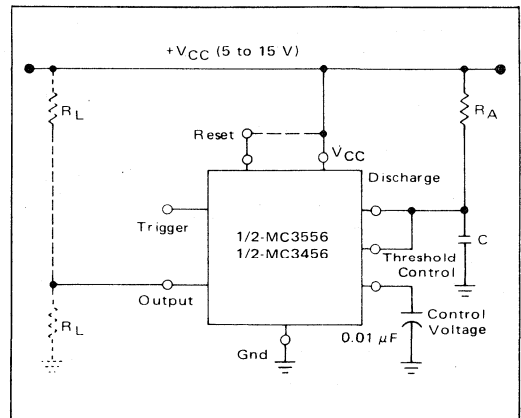 +VCC (5 to 15 V)
RL
RA
Reset
VCC
Discharge
Trigger
1/2-MC3556
1/2-MC3456
C
Threshold
Control
Output
RL
0.01 μF
Control
Voltage
Gnd